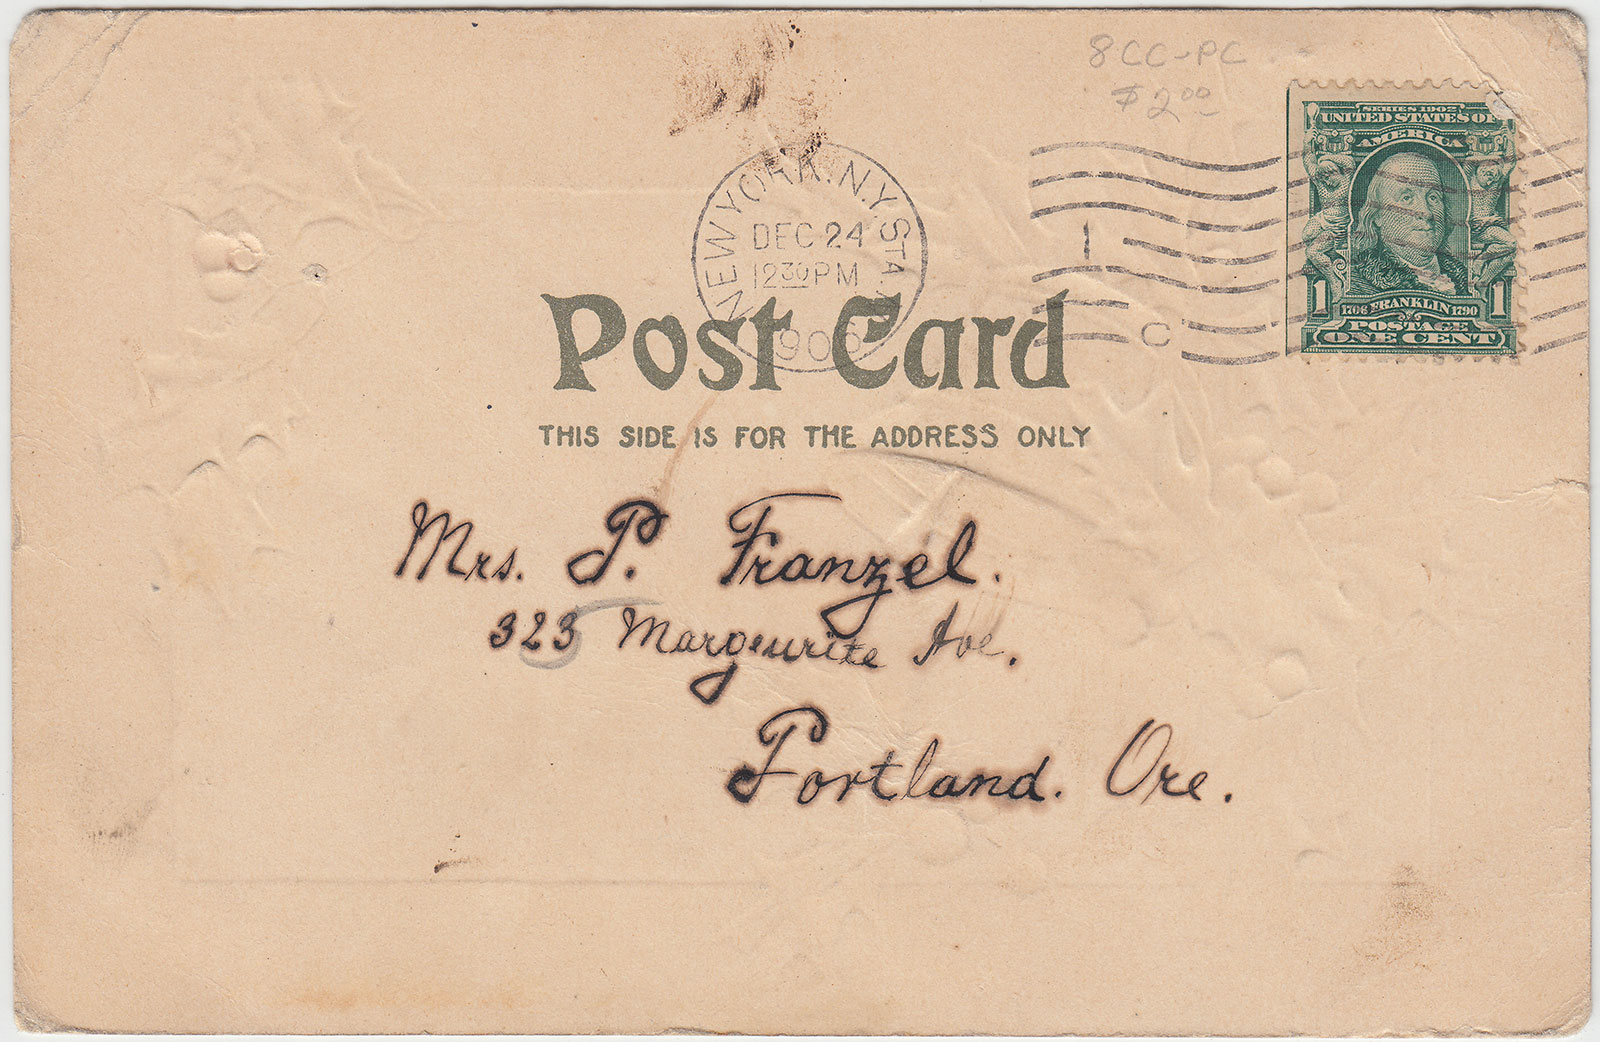 8CC-PC
$2.00
SERIES 1902
UNITED STATES OF
AMERICA
1 FRANKLIN 1
1706 1790
POSTAGE
ONE CENT
NEW YORK, N.Y. STA.
DEC 24
12 30 PM
1
C
Post Card
THIS SIDE IS FOR THE ADDRESS ONLY
Mrs. P. Franzel.
323 Margeurite Ave.
Portland. Ore.